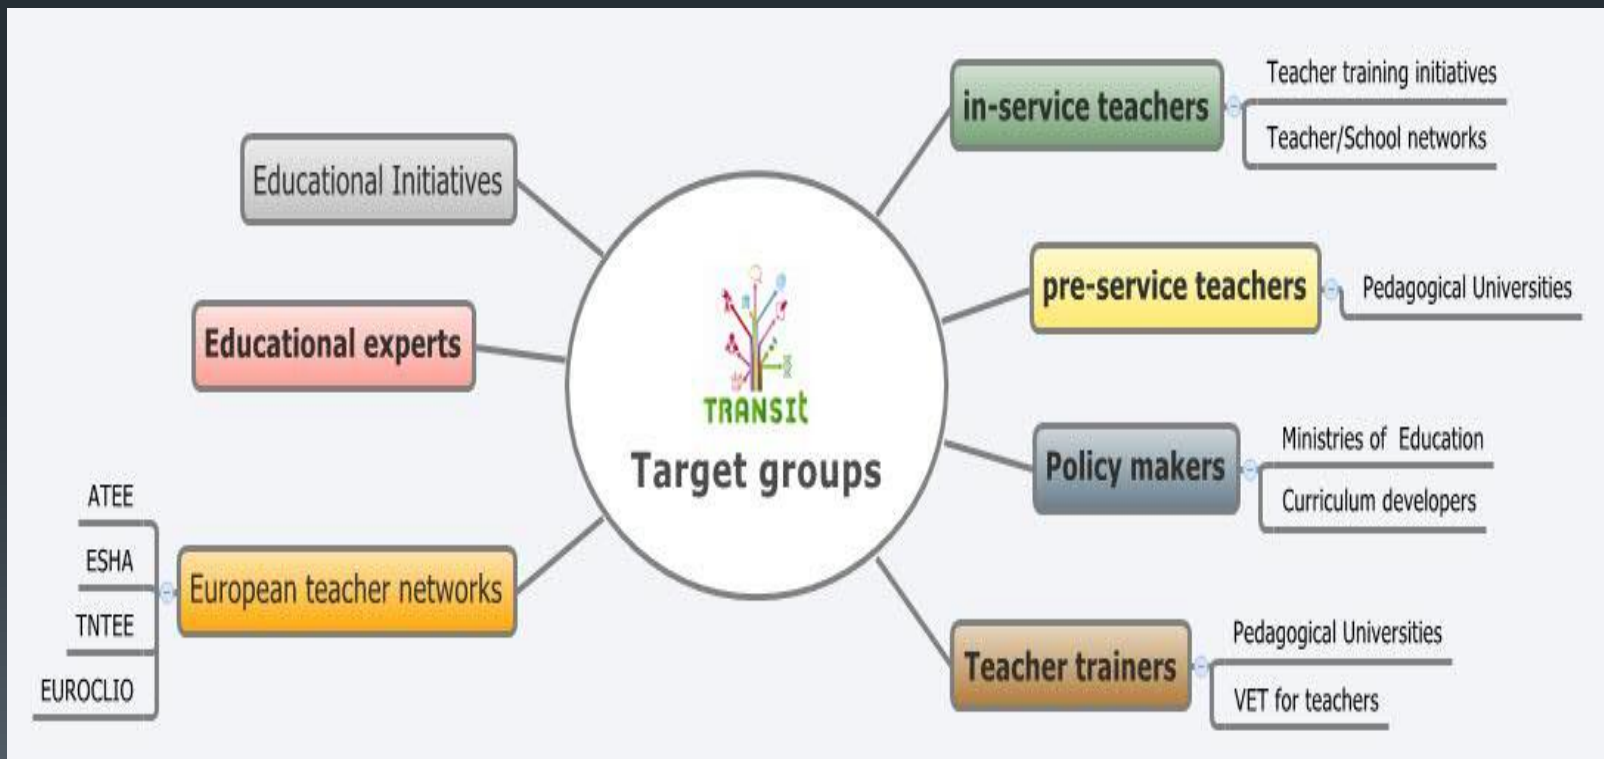 in-service teachers
Teacher training initiatives
Teacher/School networks
Educational Initiatives
pre-service teachers
Pedagogical Universities
Educational experts
TRANSIt
Target groups
Policy makers
Ministries of Education
Curriculum developers
ATEE
ESHA
TNTEE
EUROCLIO
European teacher networks
Teacher trainers
Pedagogical Universities
VET for teachers